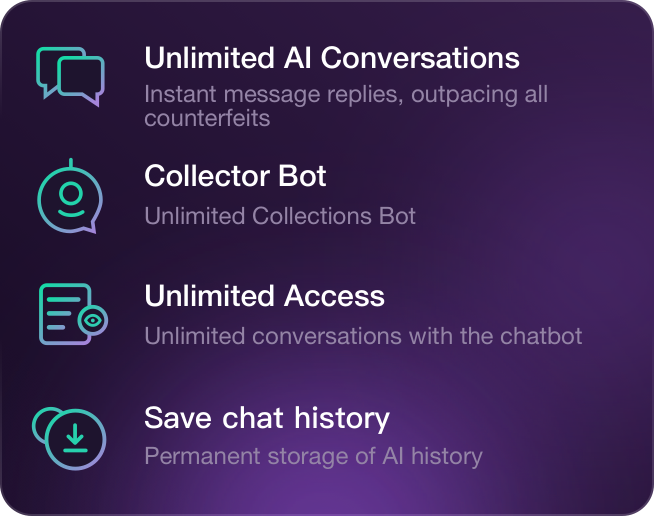 Unlimited AI Conversations
Instant message replies, outpacing all
counterfeits
Collector Bot
Unlimited Collections Bot
Unlimited Access
Unlimited conversations with the chatbot
Save chat history
Permanent storage of AI history